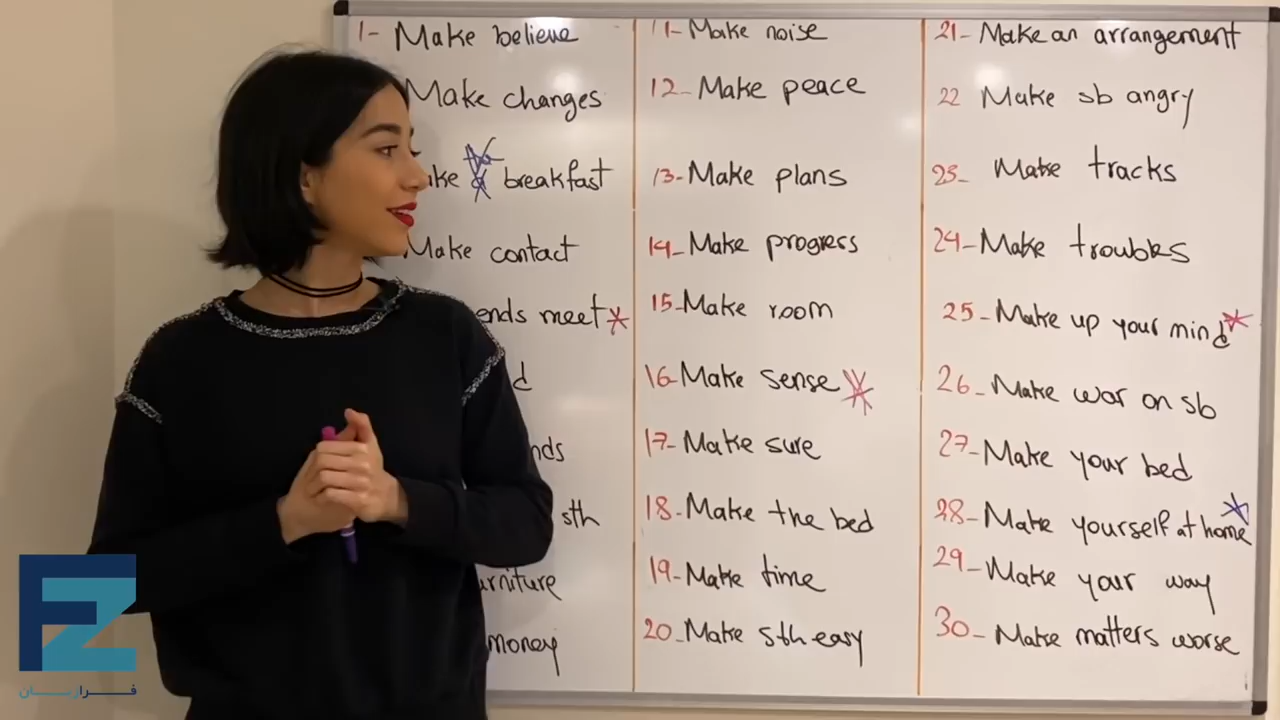 1- Make believe
Make changes
ake breakfast
Make contact
ends meet
d
nds
sth
urniture
money
11- Make noise
12- Make peace
13- Make plans
14- Make progress
15- Make room
16- Make sense
17- Make sure
18- Make the bed
19- Make time
20- Make sth easy
21- Make an arrangement
22 Make sb angry
23- Make tracks
24- Make troubles
25- Make up your mind
26- Make war on sb
27- Make your bed
28- Make yourself at home
29- Make your way
30- Make matters worse
FZ
فرازبان